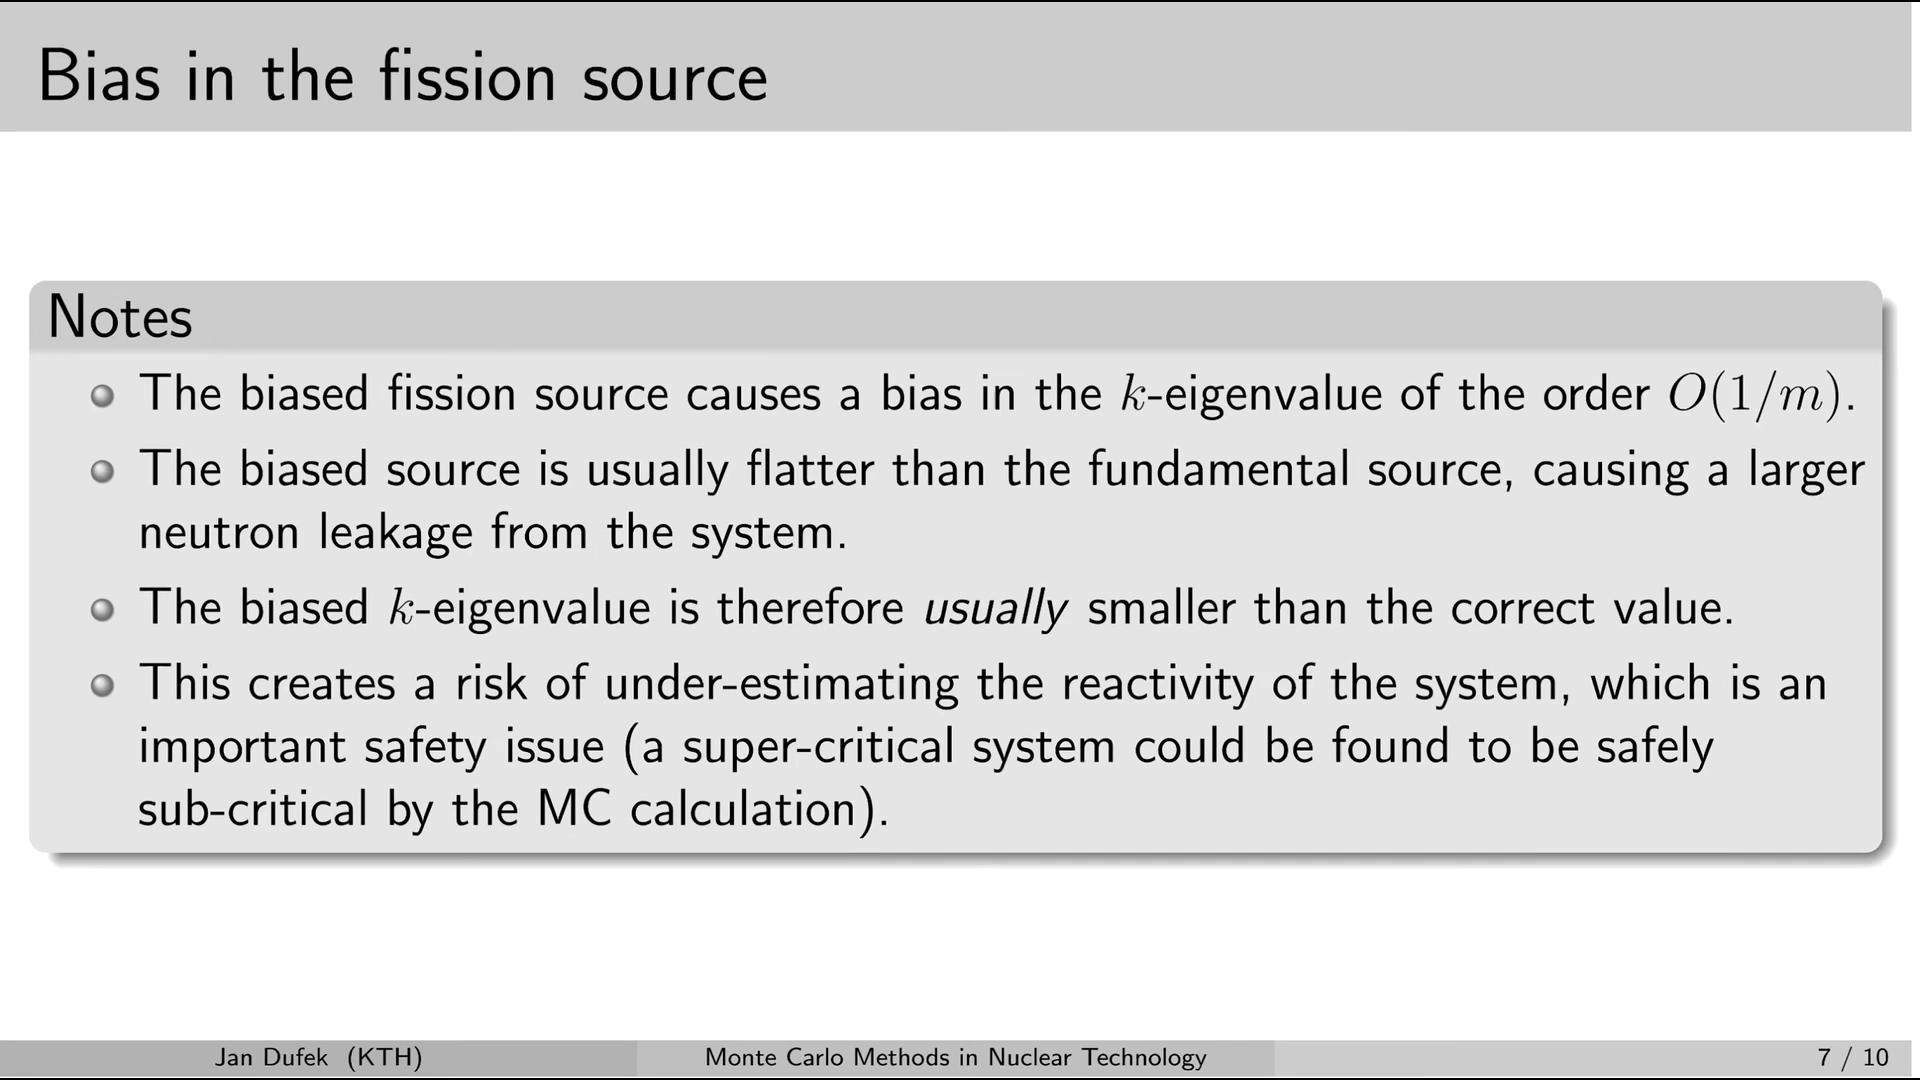 Bias in the fission source
Notes
The biased fission source causes a bias in the k-eigenvalue of the order O(1/m).
The biased source is usually flatter than the fundamental source, causing a larger
neutron leakage from the system.
The biased k-eigenvalue is therefore usually smaller than the correct value.
This creates a risk of under-estimating the reactivity of the system, which is an
important safety issue (a super-critical system could be found to be safely
sub-critical by the MC calculation).
Jan Dufek (KTH) Monte Carlo Methods in Nuclear Technology 7 / 10